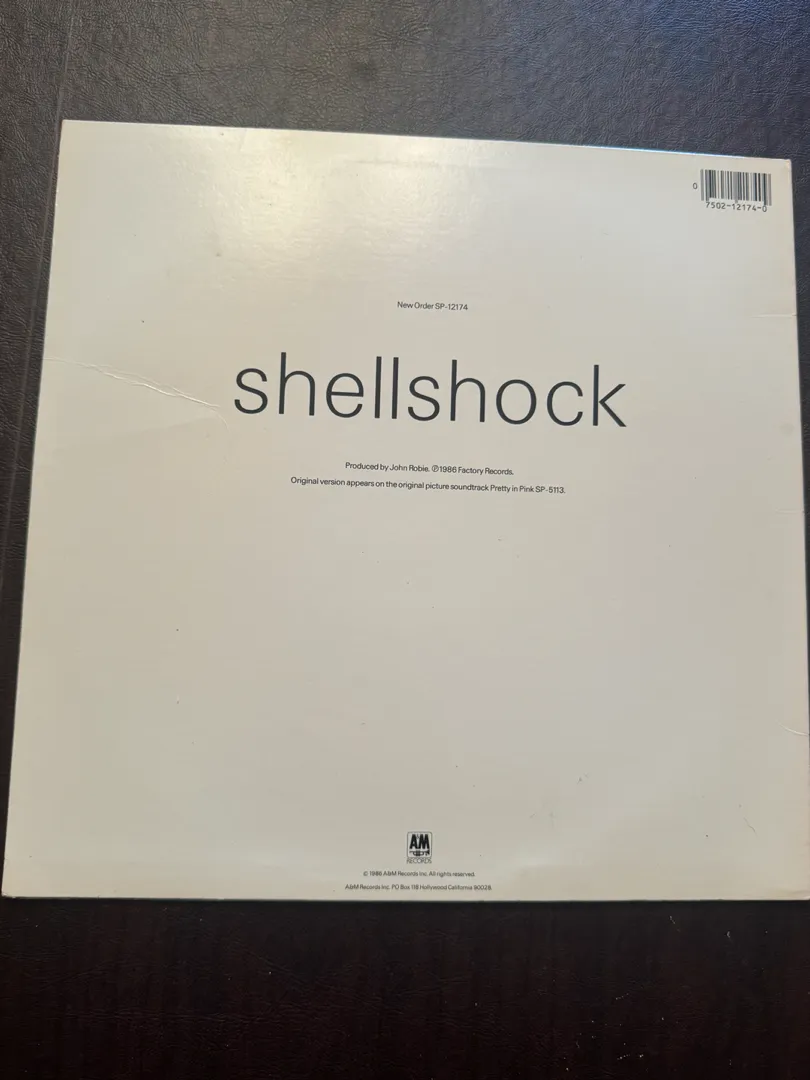 0
7502-12174-0
New Order SP-12174
shellshock
Produced by John Robie. ℗1986 Factory Records.
Original version appears on the original picture soundtrack Pretty in Pink SP-5113.
A&M
RECORDS
© 1986 A&M Records Inc. All rights reserved.
A&M Records Inc. PO Box 118 Hollywood California 90028